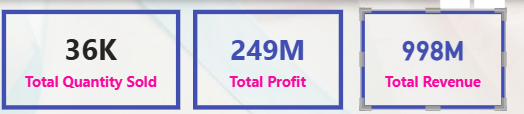 36K
Total Quantity Sold
249M
Total Profit
998M
Total Revenue